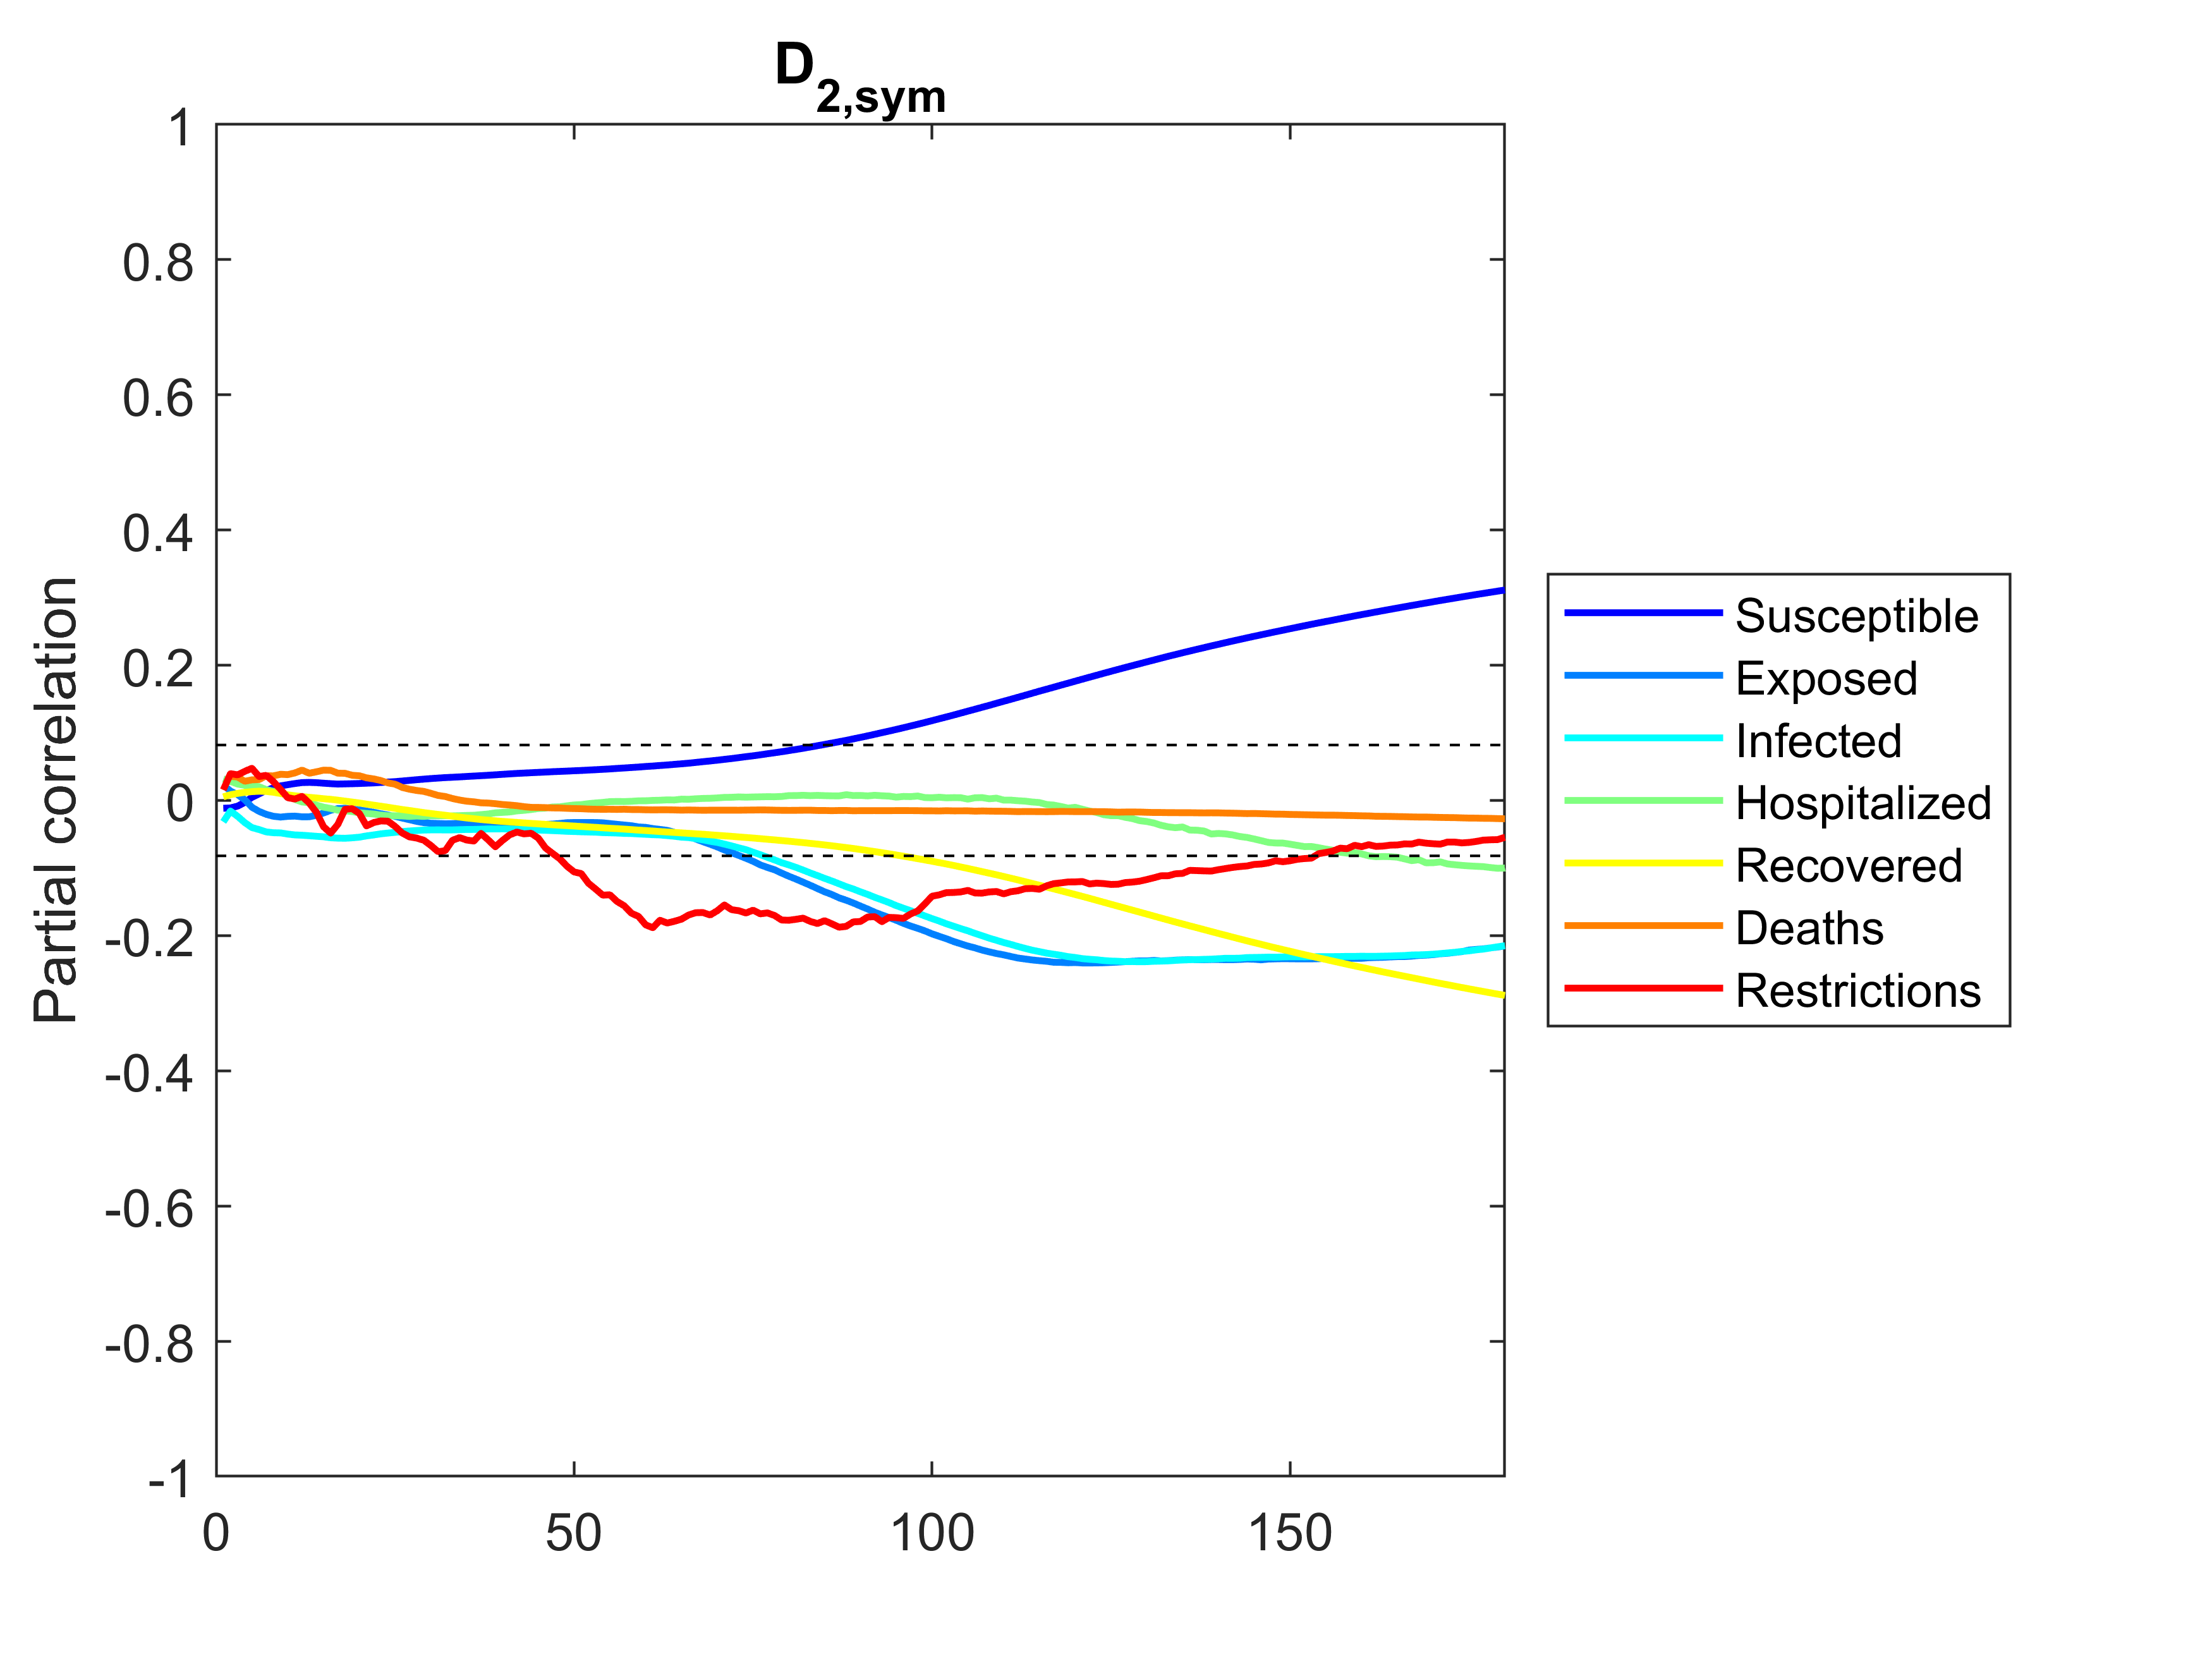 D2,sym
1
0.8
0.6
0.4
0.2
0
-0.2
-0.4
-0.6
-0.8
-1
Partial correlation
0 50 100 150
Susceptible
Exposed
Infected
Hospitalized
Recovered
Deaths
Restrictions